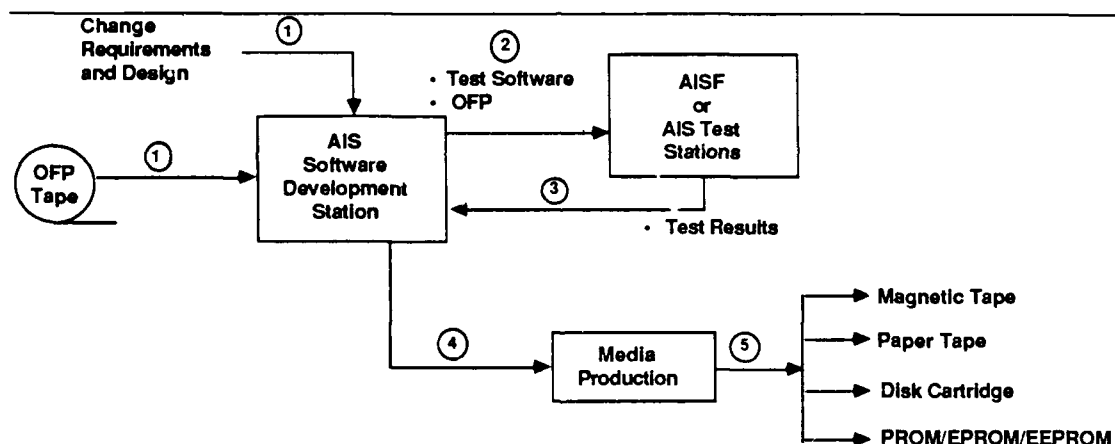 Change
Requirements
and Design
1
2
• Test Software
• OFP
AISF
or
AIS Test
Stations
OFP
Tape
1
AIS
Software
Development
Station
3
• Test Results
4
Media
Production
5
Magnetic Tape
Paper Tape
Disk Cartridge
PROM/EPROM/EEPROM